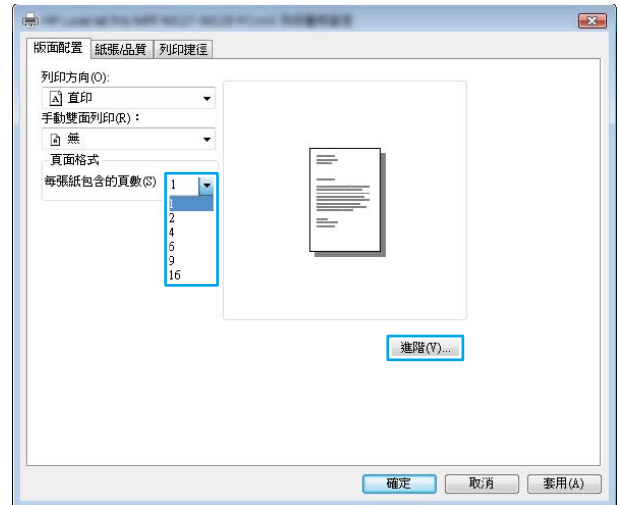 版面配置 紙張/品質 列印捷徑
列印方向(O):
直印
手動雙面列印(R)：
無
頁面格式
每張紙包含的頁數(S) 1
1
2
4
6
9
16
進階(V)...
確定 取消 套用(A)